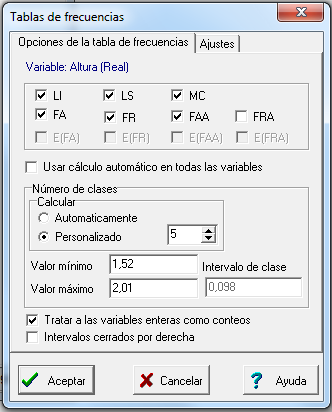 Tablas de frecuencias
Opciones de la tabla de frecuencias Ajustes
Variable: Altura (Real)
LI LS MC
FA FR FAA FRA
E(FA) E(FR) E(FAA) E(FRA)
Usar cálculo automático en todas las variables
Número de clases
Calcular
Automaticamente
Personalizado 5
Valor mínimo 1,52 Intervalo de clase
Valor máximo 2,01 0,098
Tratar a las variables enteras como conteos
Intervalos cerrados por derecha
Aceptar Cancelar Ayuda